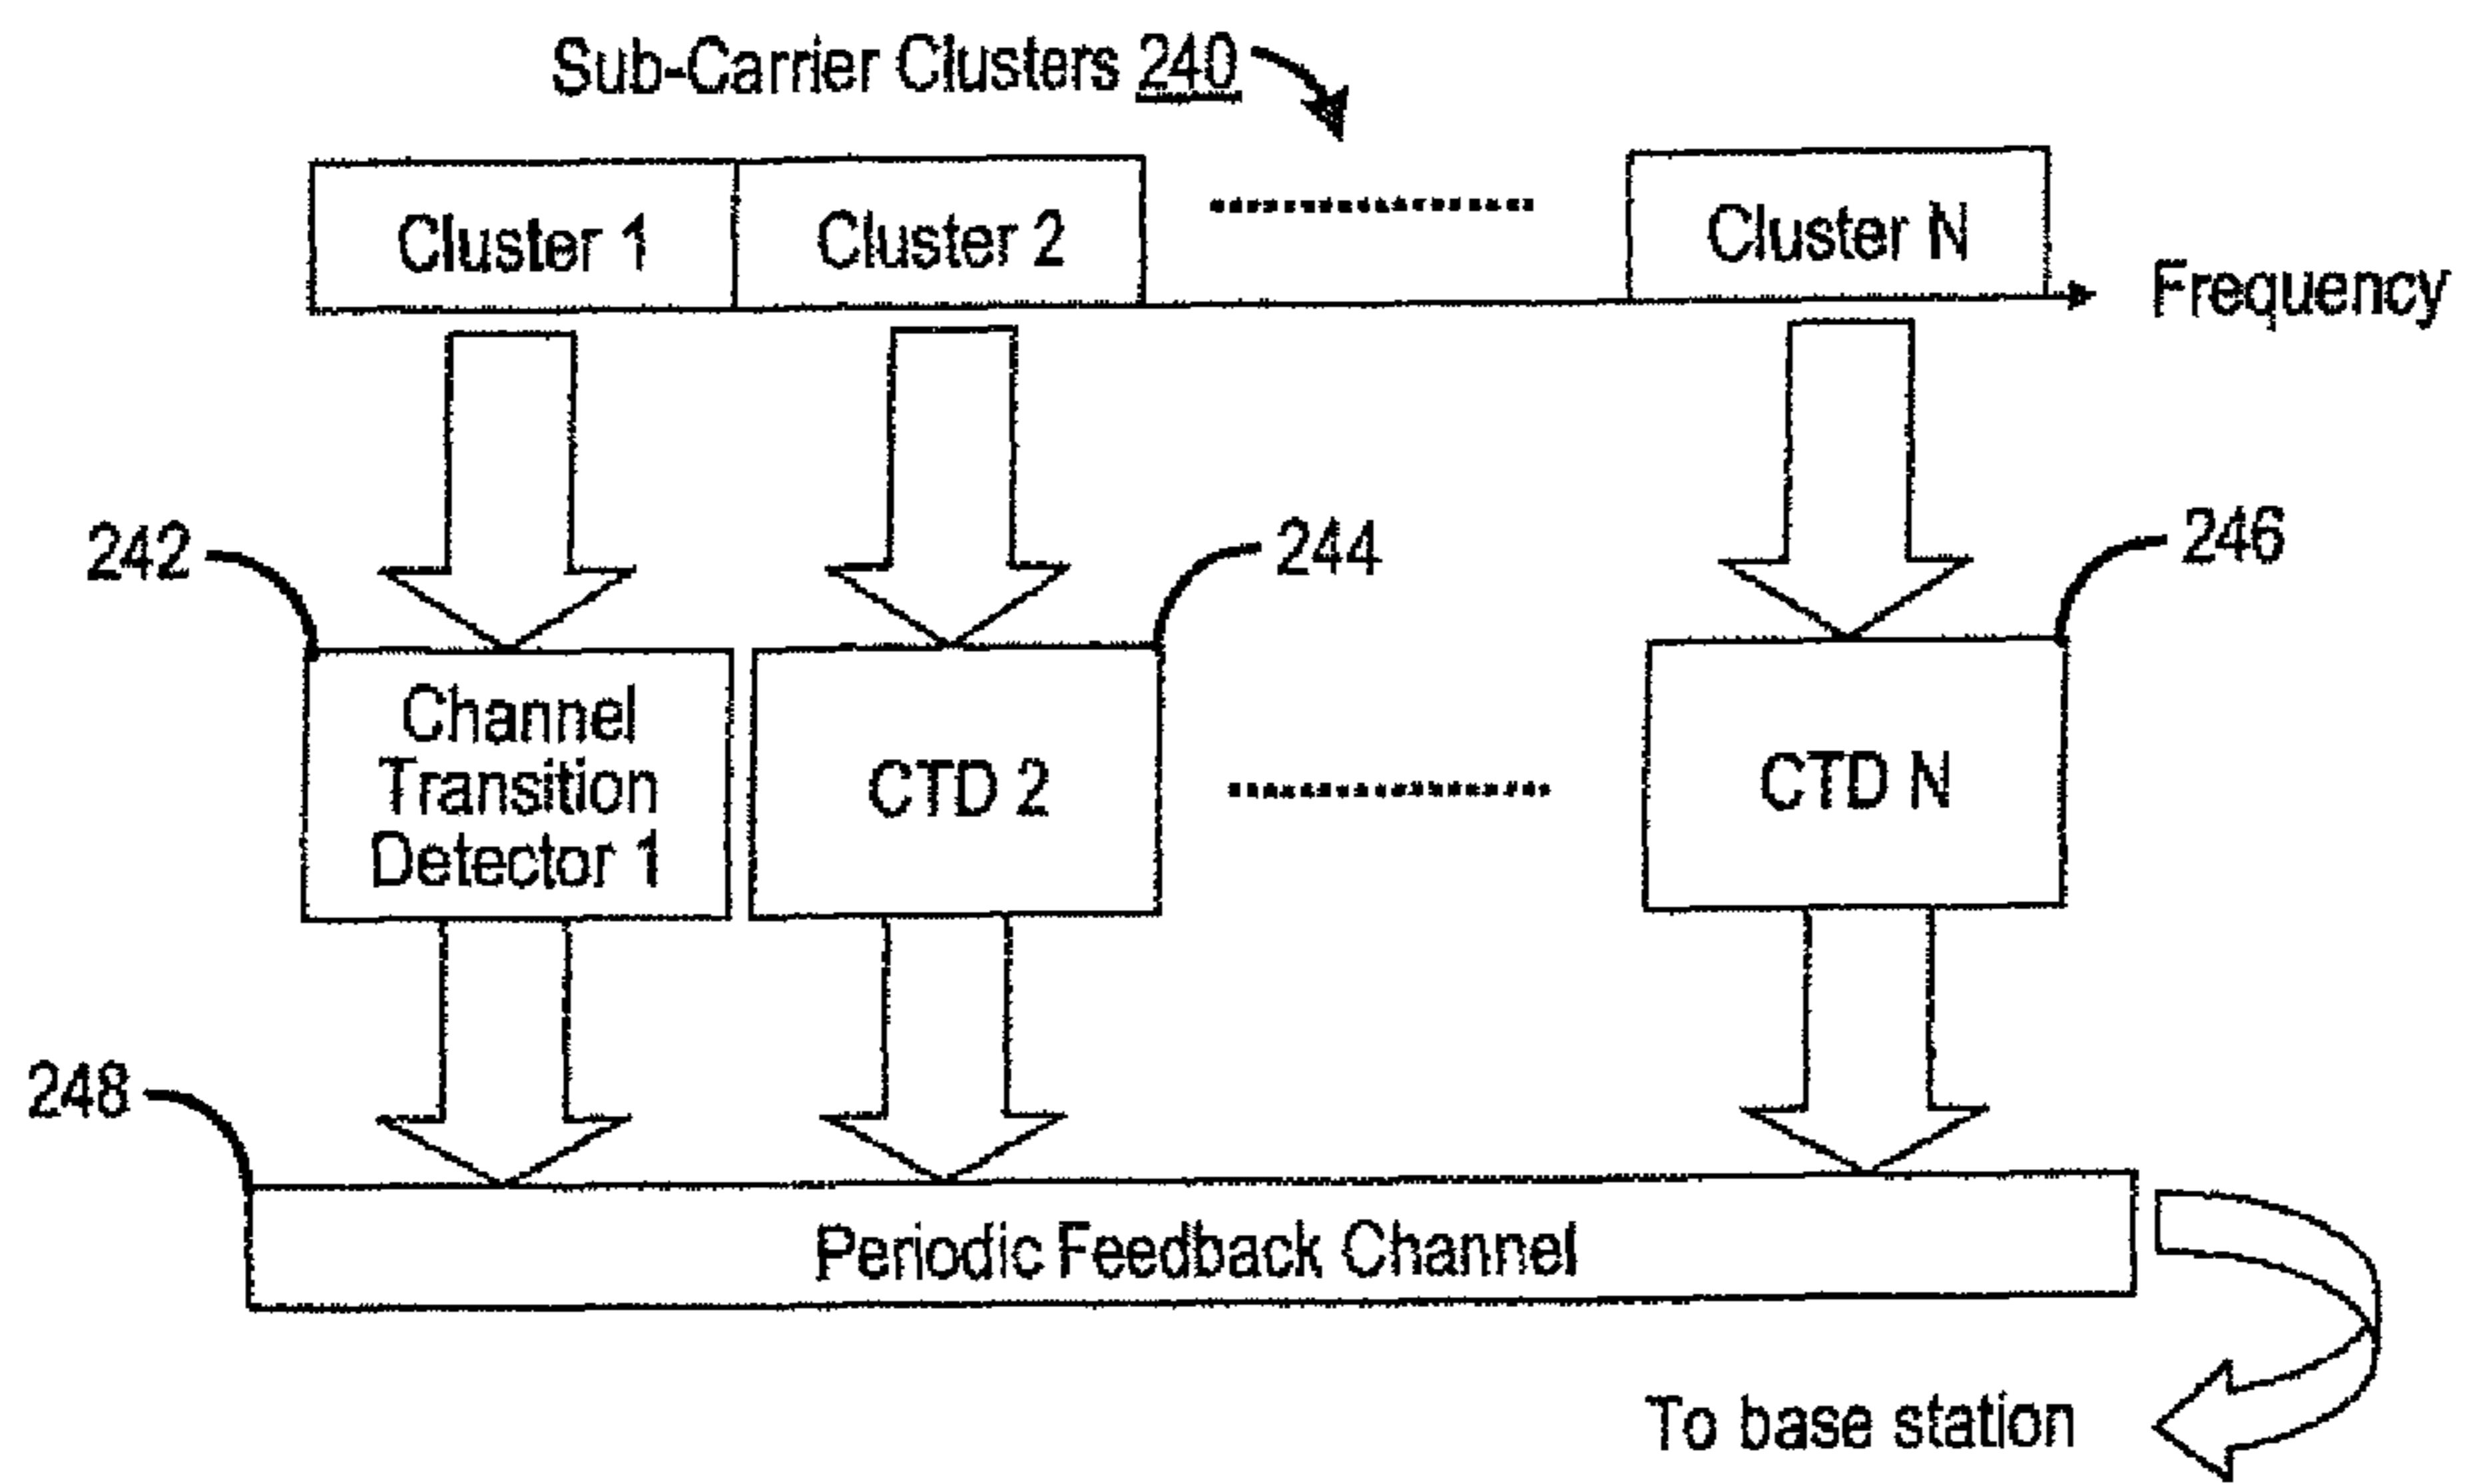 Sub-Carrier Clusters 240
Cluster 1
Cluster 2
Cluster N
Frequency
242
244
246
Channel
Transition
Detector 1
CTD 2
CTD N
248
Periodic Feedback Channel
To base station